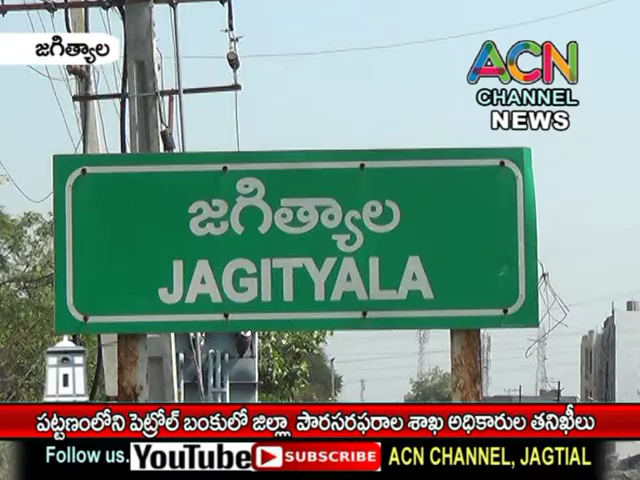 జగిత్యాల
ACN
CHANNEL
NEWS
జగిత్యాల
JAGITYALA
పట్టణంలోని పెట్రోల్ బంకులో జిల్లా పౌరసరఫరాల శాఖ అధికారుల తనిఖీలు
Follow us. YouTube SUBSCRIBE ACN CHANNEL, JAGTIAL